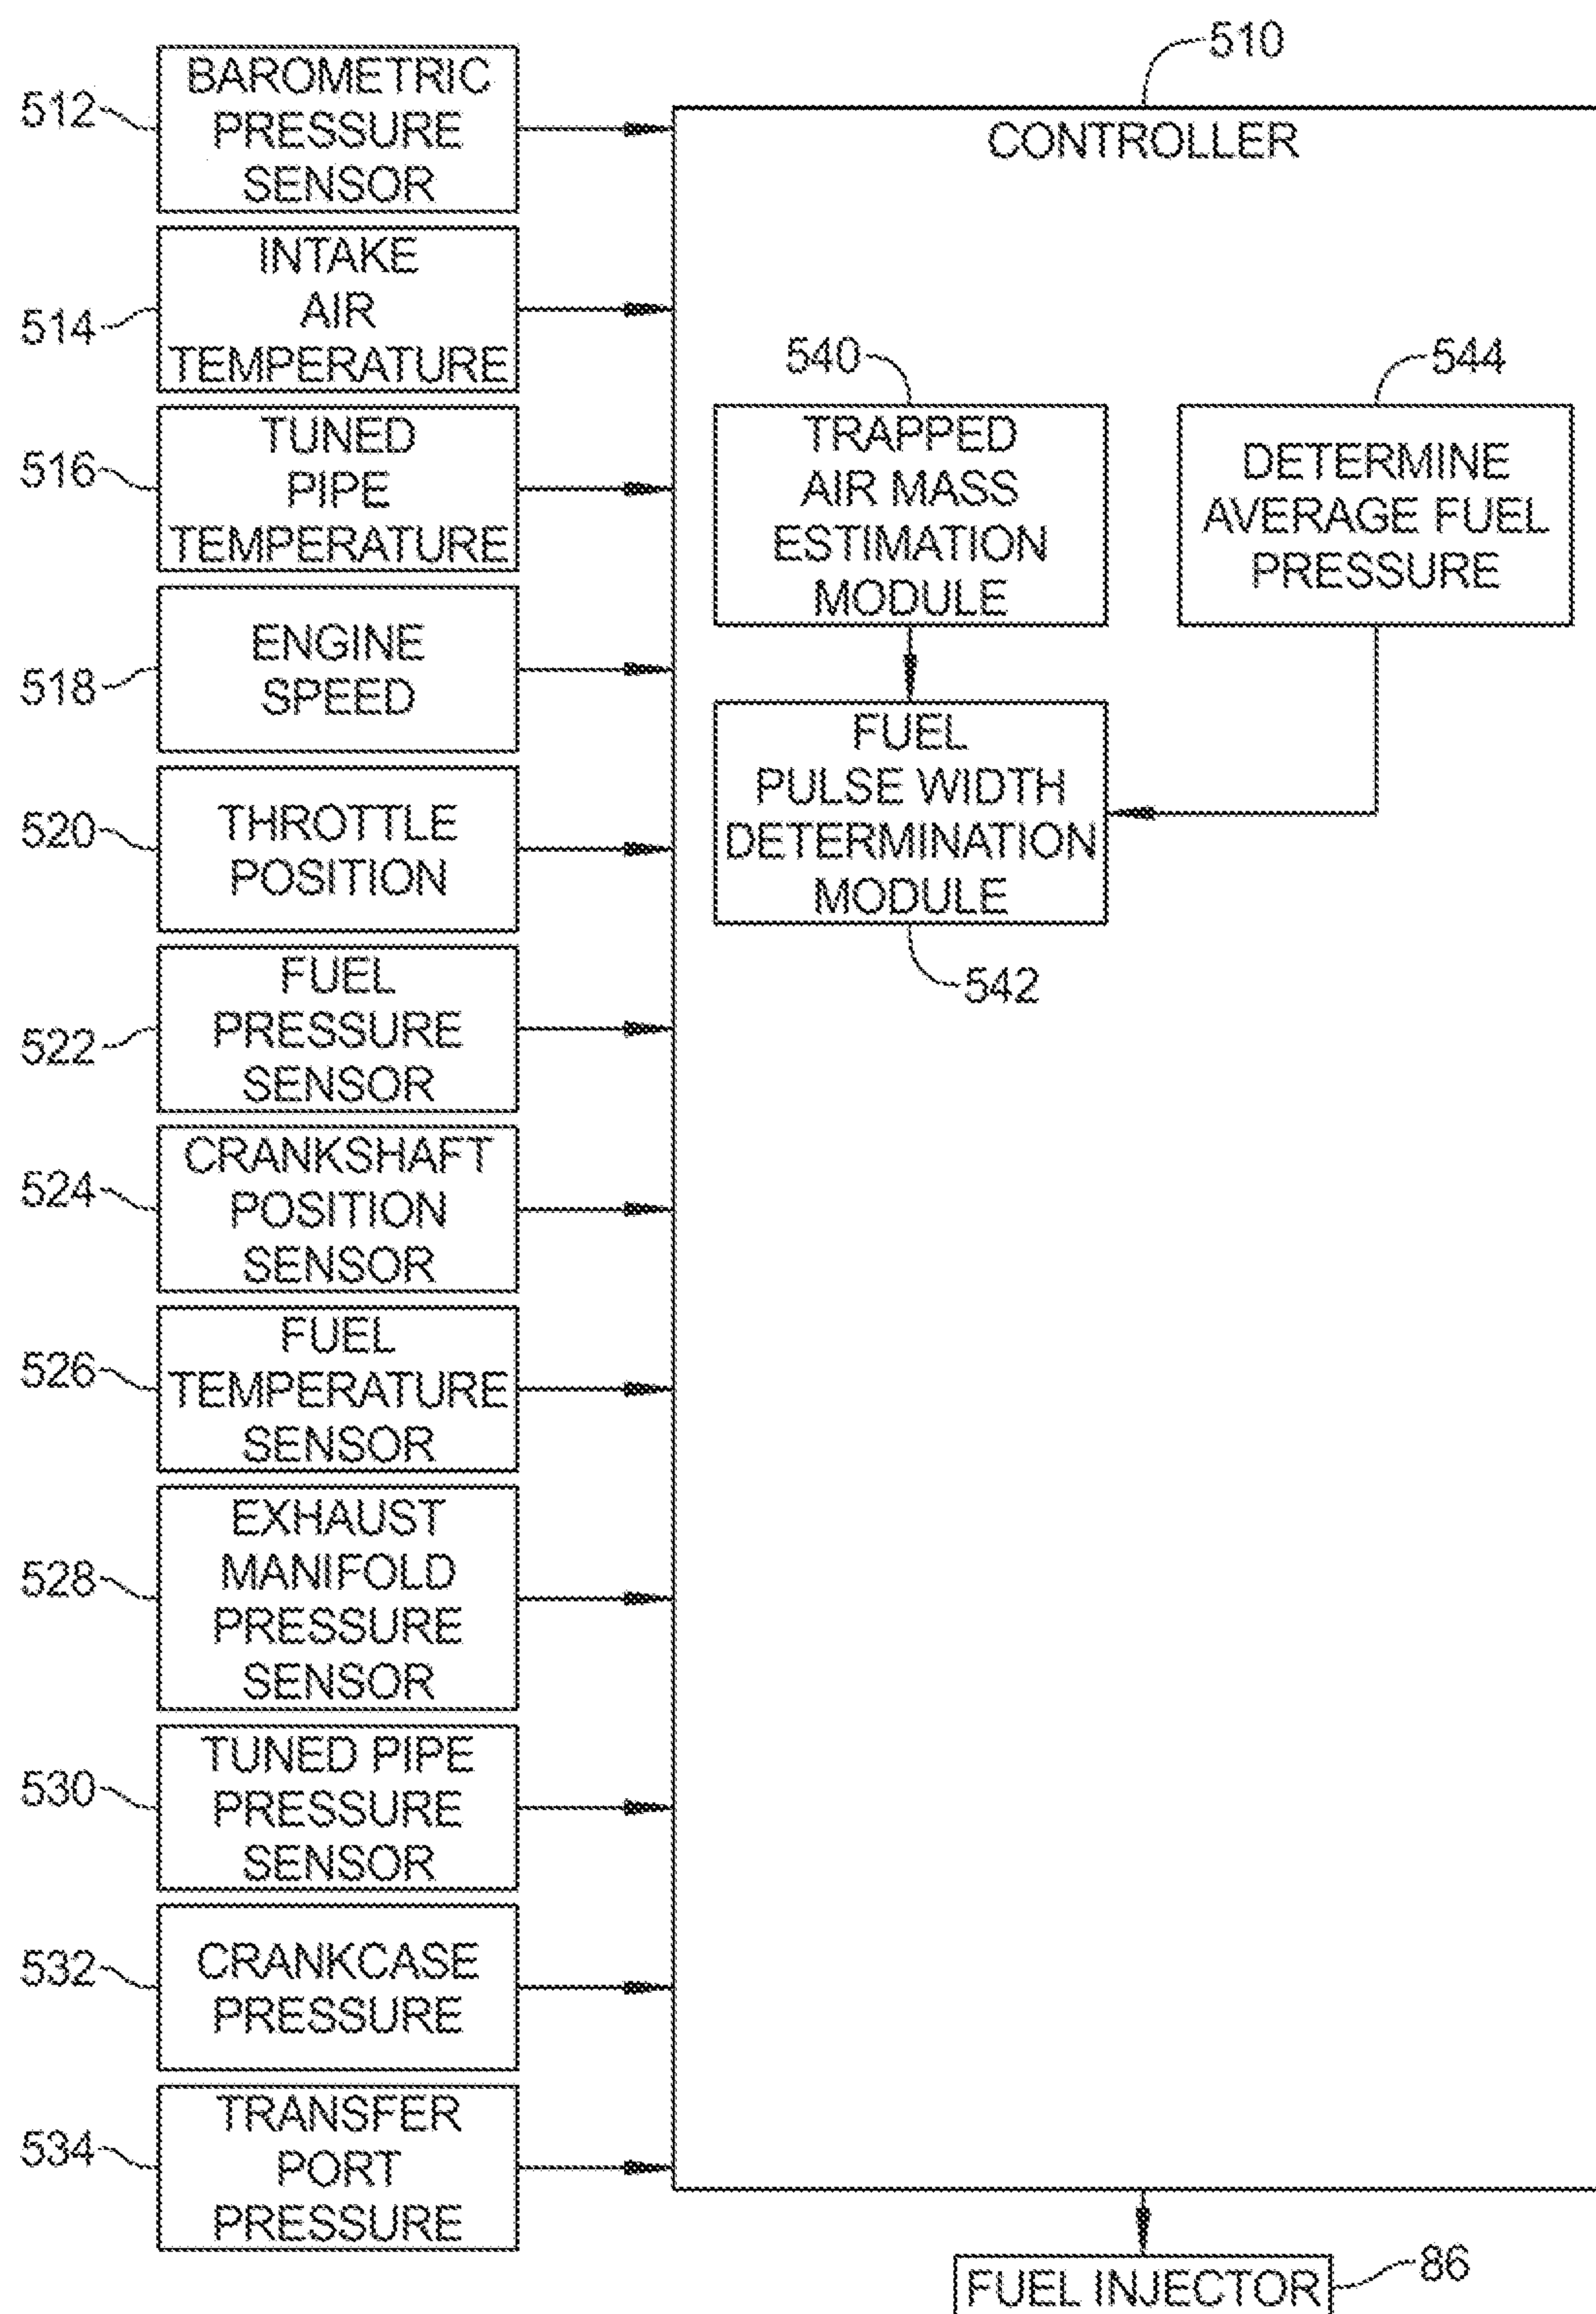 510
CONTROLLER
512
BAROMETRIC
PRESSURE
SENSOR
514
INTAKE
AIR
TEMPERATURE
516
TUNED
PIPE
TEMPERATURE
518
ENGINE
SPEED
520
THROTTLE
POSITION
522
FUEL
PRESSURE
SENSOR
524
CRANKSHAFT
POSITION
SENSOR
526
FUEL
TEMPERATURE
SENSOR
528
EXHAUST
MANIFOLD
PRESSURE
SENSOR
530
TUNED PIPE
PRESSURE
SENSOR
532
CRANKCASE
PRESSURE
534
TRANSFER
PORT
PRESSURE
540
TRAPPED
AIR MASS
ESTIMATION
MODULE
544
DETERMINE
AVERAGE FUEL
PRESSURE
FUEL
PULSE WIDTH
DETERMINATION
MODULE
542
FUEL INJECTOR
86